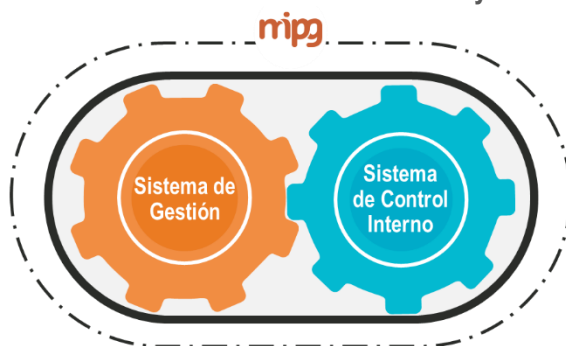 mipg
Sistema de
Gestión
Sistema
de Control
Interno